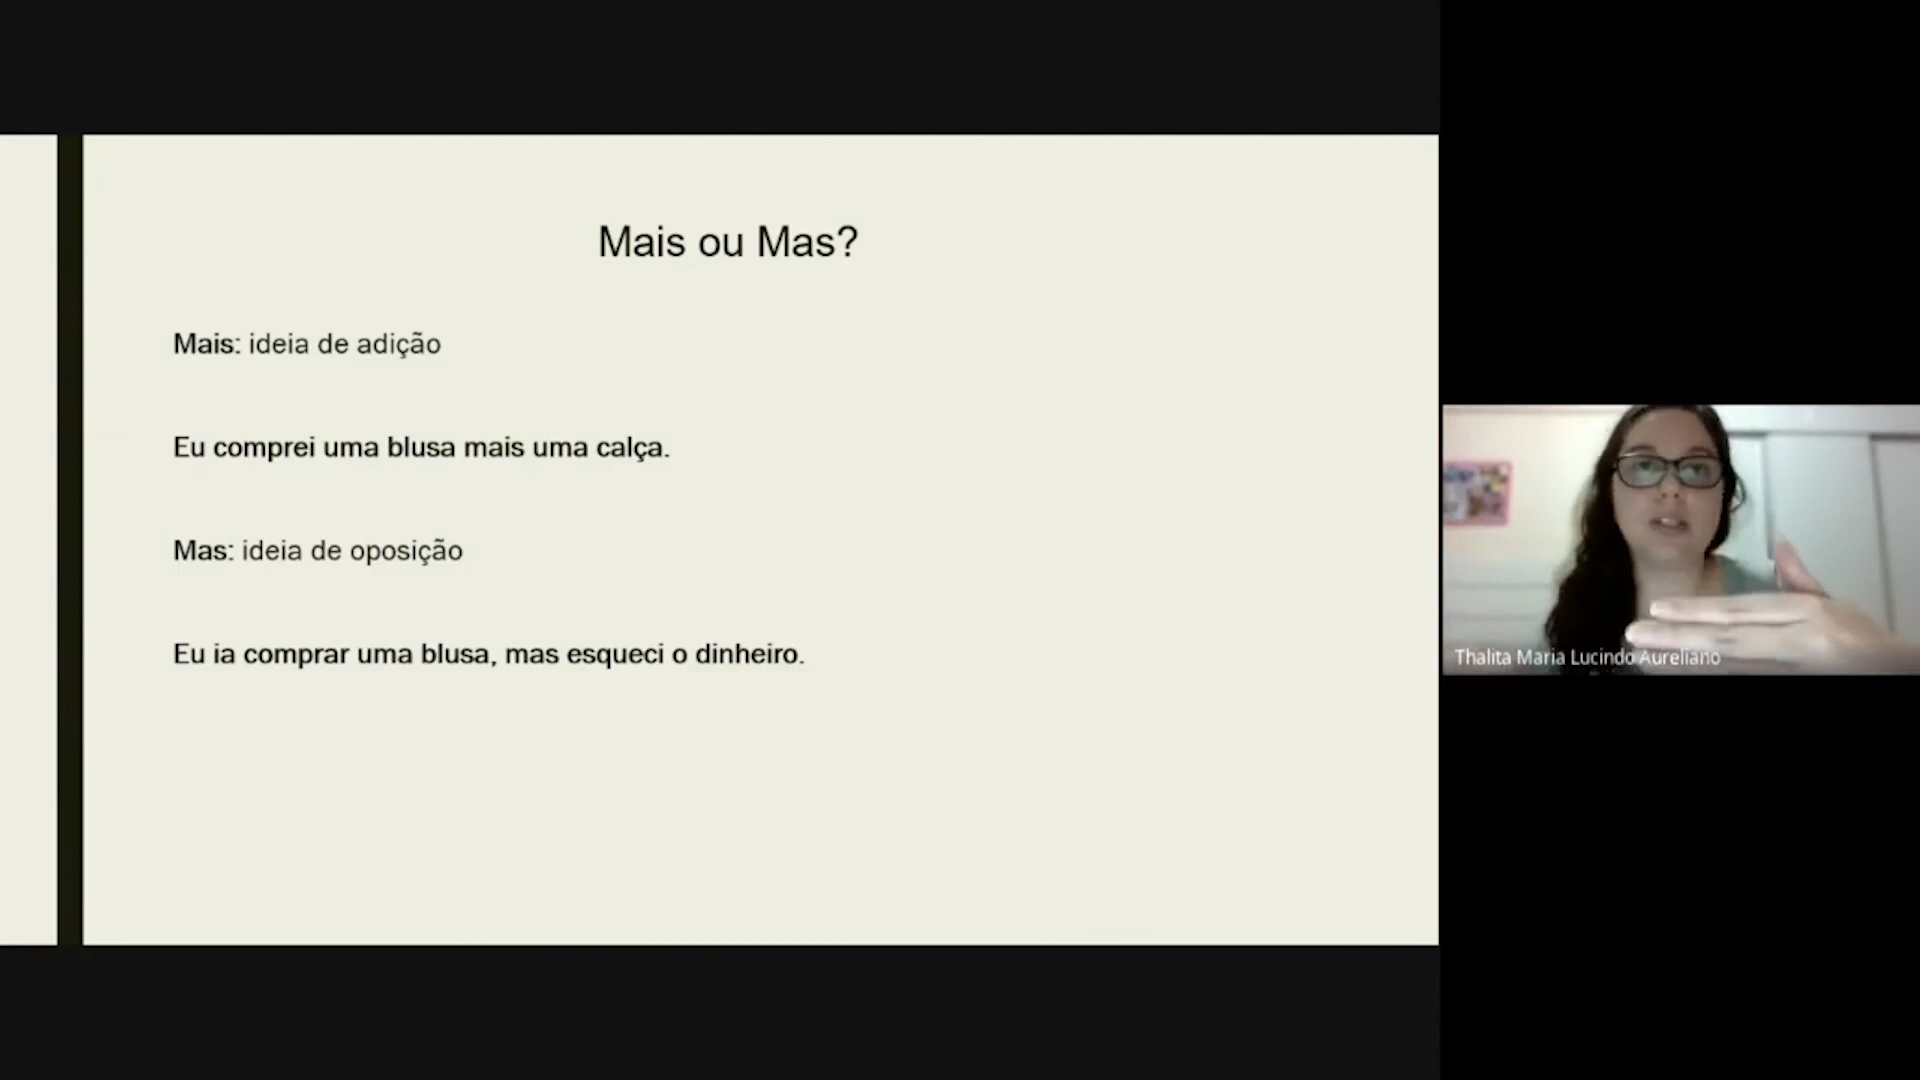 Mais ou Mas?
Mais: ideia de adição
Eu comprei uma blusa mais uma calça.
Mas: ideia de oposição
Eu ia comprar uma blusa, mas esqueci o dinheiro.
Thalita Maria Lucindo Aureliano